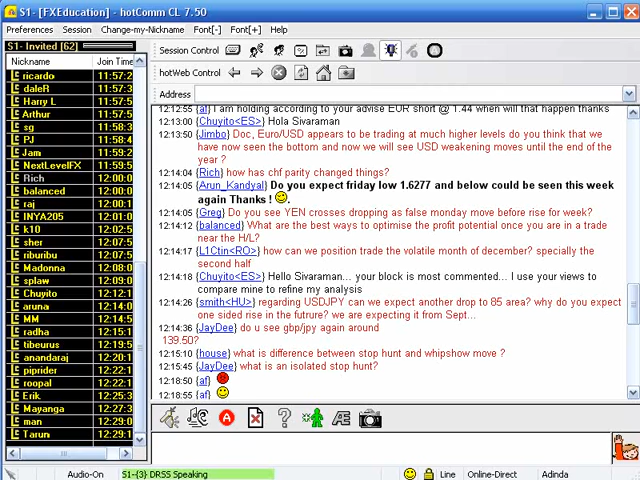 S1 - [FXEducation] - hotComm CL 7.50
Preferences Session Change-my-Nickname Font[-] Font[+] Help
S1- Invited [62]
Session Control
Nickname Join Time
hotWeb Control
Address
ricardo 11:57:2
daleR 11:57:2
Harry L 11:57:2
Arthur 11:57:2
sg 11:58:3
PJ 11:58:4
Jam 11:59:2
NextLevelFX 11:59:5
Rich 12:00:0
balanced 12:00:0
raj 12:01:0
INYA205 12:01:0
k10 12:02:5
sher 12:07:5
riburibu 12:07:5
Madonna 12:08:0
splaw 12:09:0
Chuyito 12:12:1
aruna 12:14:0
MM 12:14:0
radha 12:15:1
tibeurus 12:19:5
anandaraj 12:20:1
piprider 12:22:1
roopal 12:22:1
Erik 12:25:3
Mayanga 12:27:3
man 12:29:1
Tarun 12:29:1
12:12:55 {af} I am holding according to your advise EUR short @ 1.44 when will that happen thanks
12:13:00 {Chuyito<ES>} Hola Sivaraman
12:13:50 {Jimbo} Doc, Euro/USD appears to be trading at much higher levels do you think that we
have now seen the bottom and now we will see USD weakening moves until the end of the
year ?
12:14:04 {Rich} how has chf parity changed things?
12:14:05 {Arun_Kandyal} Do you expect friday low 1.6277 and below could be seen this week
again Thanks ! .
12:14:05 {Greg} Do you see YEN crosses dropping as false monday move before rise for week?
12:14:12 {balanced} What are the best ways to optimise the profit potential once you are in a trade
near the H/L?
12:14:17 {L1Ctin<RO>} how can we position trade the volatile month of december? specially the
second half
12:14:18 {Chuyito<ES>} Hello Sivaraman... your block is most commented... I use your views to
compare mine to refine my analysis
12:14:26 {smith<HU>} regarding USDJPY can we expect another drop to 85 area? why do you expect
one sided rise in the futrure? we are expecting it from Sept...
12:14:36 {JayDee} do u see gbp/jpy again around
139.50?
12:15:10 {house} what is difference between stop hunt and whipshow move ?
12:15:45 {JayDee} what is an isolated stop hunt?
12:18:50 {af}
12:18:55 {af}
Audio-On S1-{3} DRSS Speaking Line Online-Direct Adinda